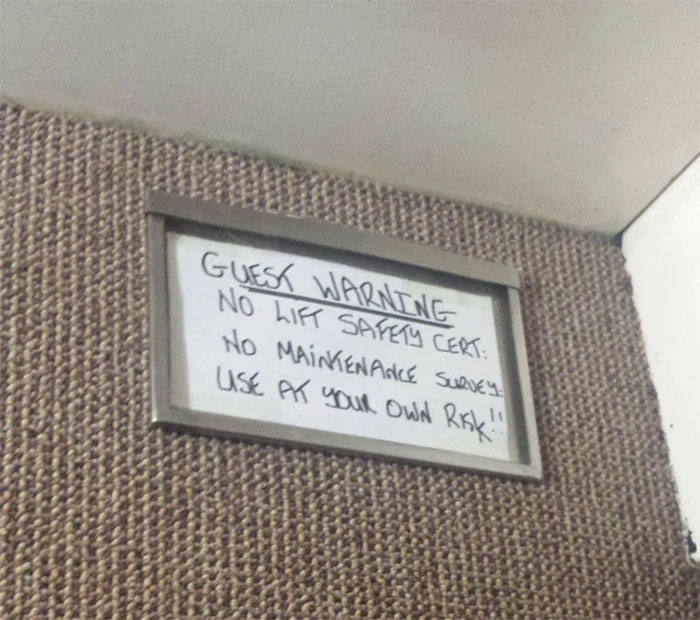 GUEST WARNING
NO LIFT SAFETY CERT:
NO MAINTENANCE SURVEY:
USE AT YOUR OWN RISK!!